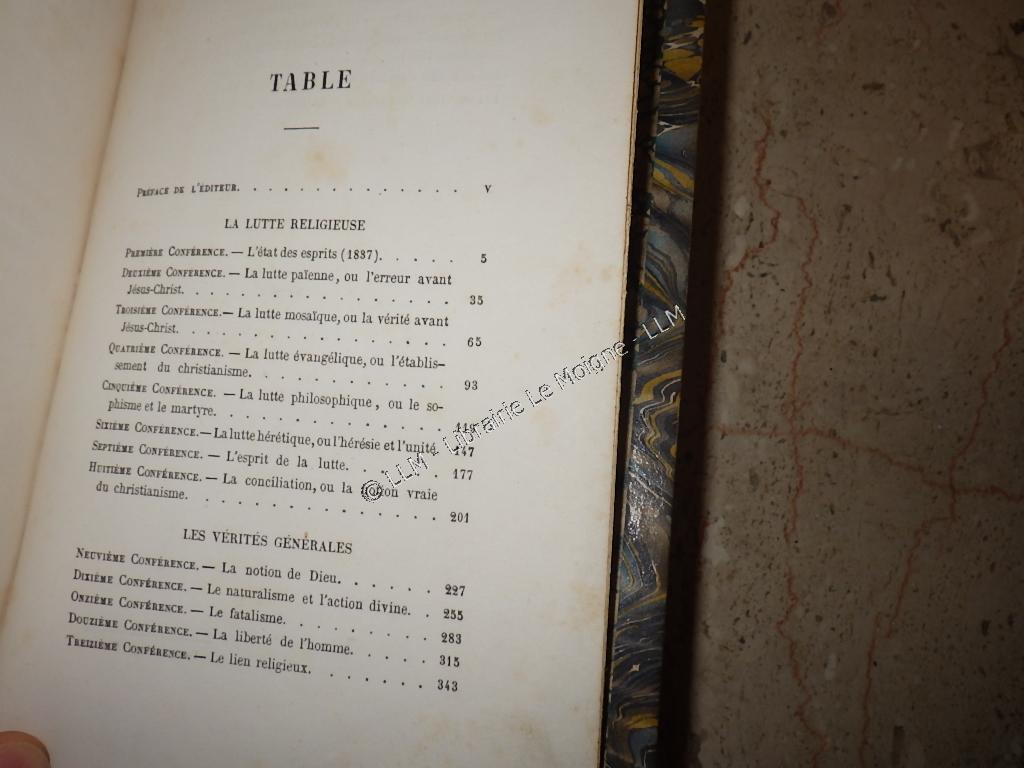 TABLE
PRÉFACE DE L'ÉDITEUR. . . . . . . . . . . . . . V
LA LUTTE RELIGIEUSE
PREMIÈRE CONFÉRENCE. — L'état des esprits (1837). . . . . . 5
DEUXIÈME CONFÉRENCE. — La lutte païenne, ou l'erreur avant
Jésus-Christ. . . . . . . . . . . . . . . . 35
TROISIÈME CONFÉRENCE. — La lutte mosaïque, ou la vérité avant
Jésus-Christ. . . . . . . . . . . . . . . . 65
QUATRIÈME CONFÉRENCE. — La lutte évangélique, ou l'établis-
sement du christianisme. . . . . . . . . . . . 93
CINQUIÈME CONFÉRENCE. — La lutte philosophique, ou le so-
phisme et le martyre. . . . . . . . . . . . .
SIXIÈME CONFÉRENCE. — La lutte hérétique, ou l'hérésie et l'unité. 147
SEPTIÈME CONFÉRENCE. — L'esprit de la lutte. . . . . . 177
HUITIÈME CONFÉRENCE. — La conciliation, ou la notion vraie
du christianisme. . . . . . . . . . . . . . 201
LES VÉRITÉS GÉNÉRALES
NEUVIÈME CONFÉRENCE. — La notion de Dieu. . . . . . 227
DIXIÈME CONFÉRENCE. — Le naturalisme et l'action divine. . 255
ONZIÈME CONFÉRENCE. — Le fatalisme. . . . . . . . . 283
DOUZIÈME CONFÉRENCE. — La liberté de l'homme. . . . . 315
TREIZIÈME CONFÉRENCE. — Le lien religieux. . . . . . . 343
© LLM - Librairie Le Moigne - LLM